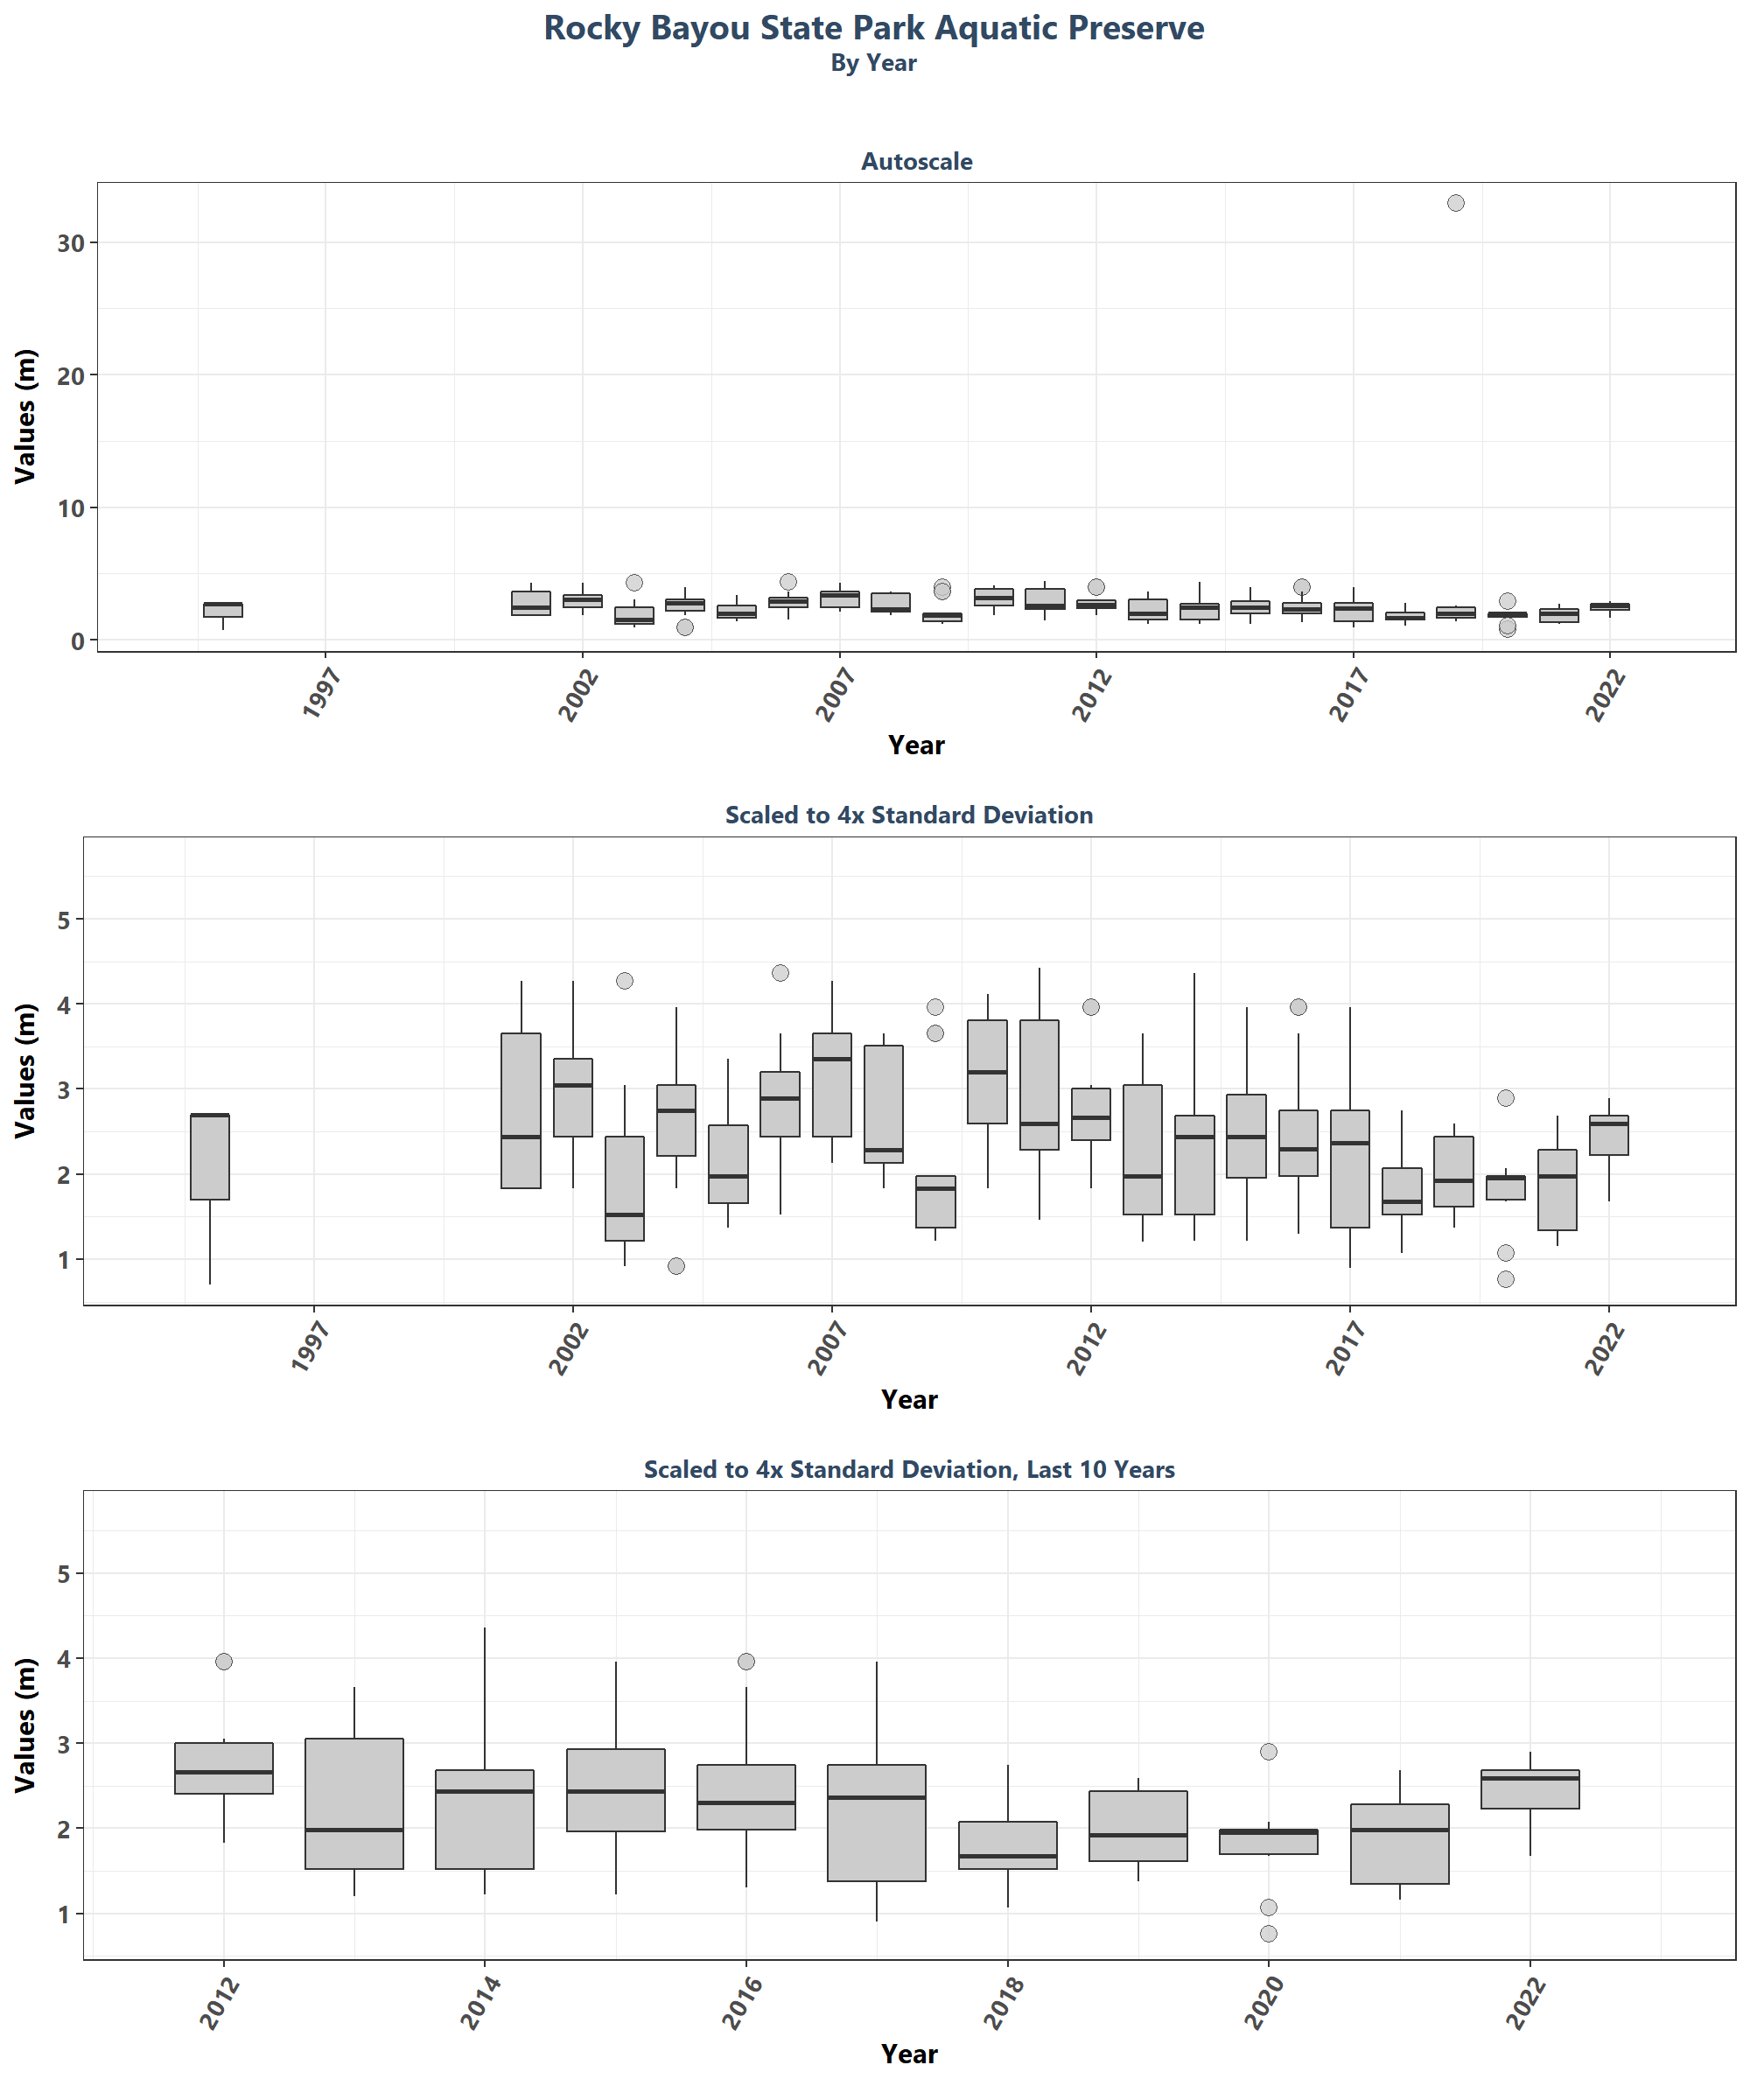 Rocky Bayou State Park Aquatic Preserve
By Year
Autoscale
Values (m)
30
20
10
0
1997
2002
2007
2012
2017
2022
Year
Scaled to 4x Standard Deviation
Values (m)
5
4
3
2
1
1997
2002
2007
2012
2017
2022
Year
Scaled to 4x Standard Deviation, Last 10 Years
Values (m)
5
4
3
2
1
2012
2014
2016
2018
2020
2022
Year